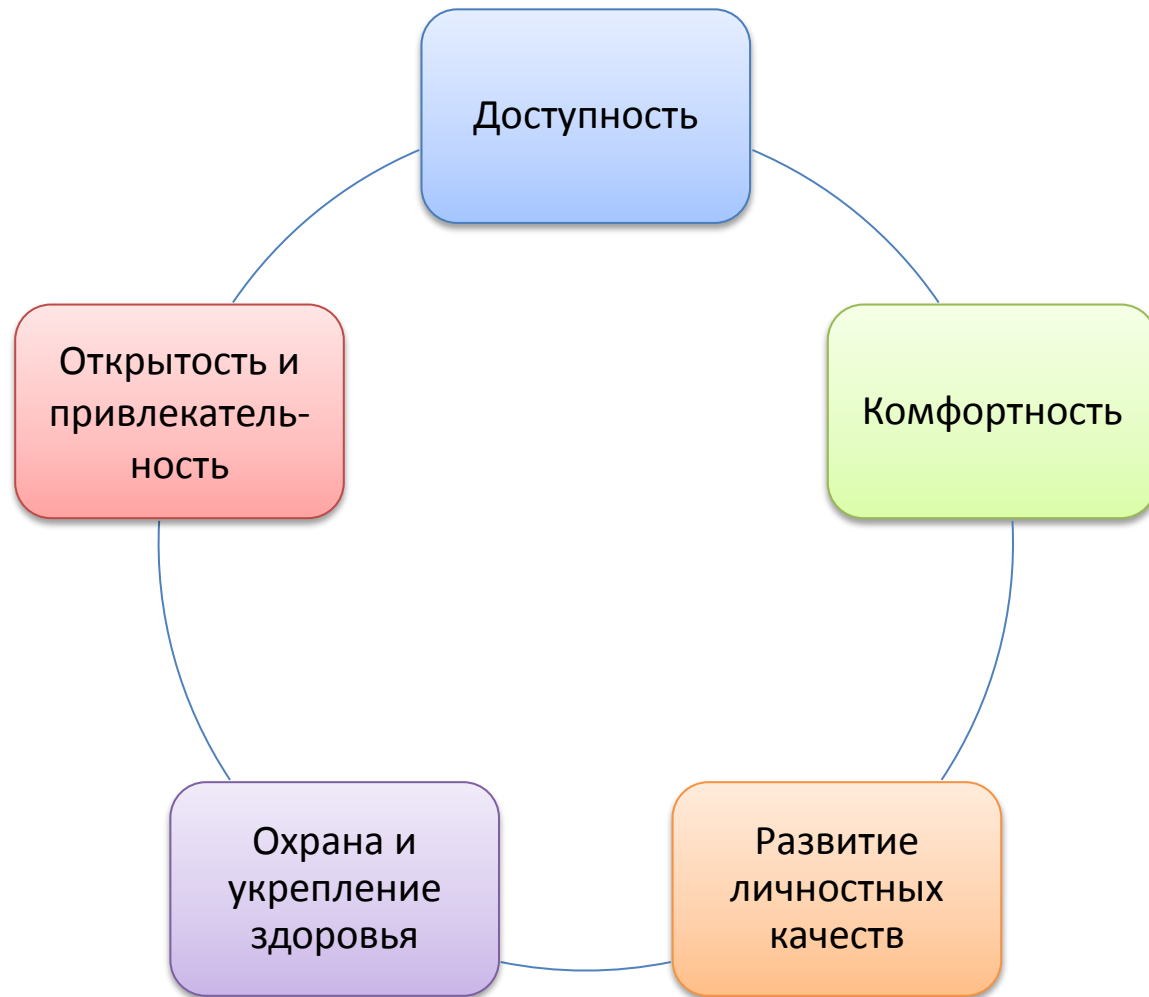 Доступность
Открытость и
привлекатель-
ность
Комфортность
Охрана и
укрепление
здоровья
Развитие
личностных
качеств